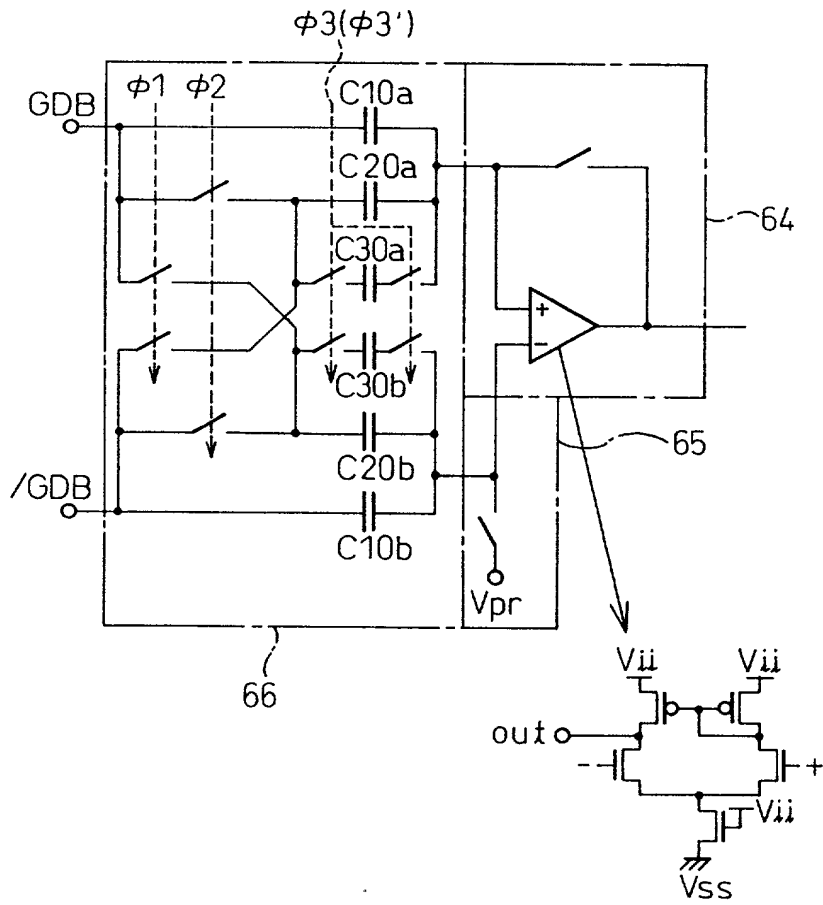 ϕ3(ϕ3')
ϕ1 ϕ2
C10a
GDB
C20a
64
C30a
+
−
C30b
65
C20b
/GDB
C10b
Vpr
66
Vii Vii
out
− +
Vii
Vss